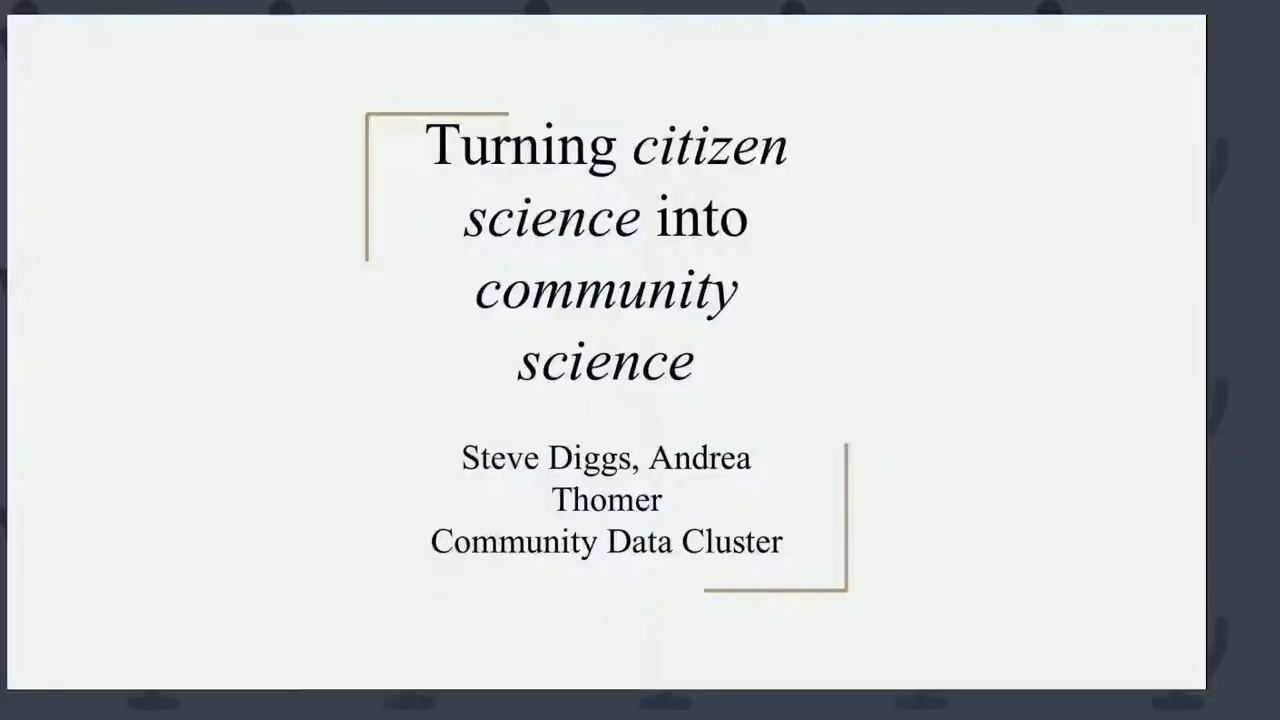 Turning citizen
science into
community
science
Steve Diggs, Andrea
Thomer
Community Data Cluster